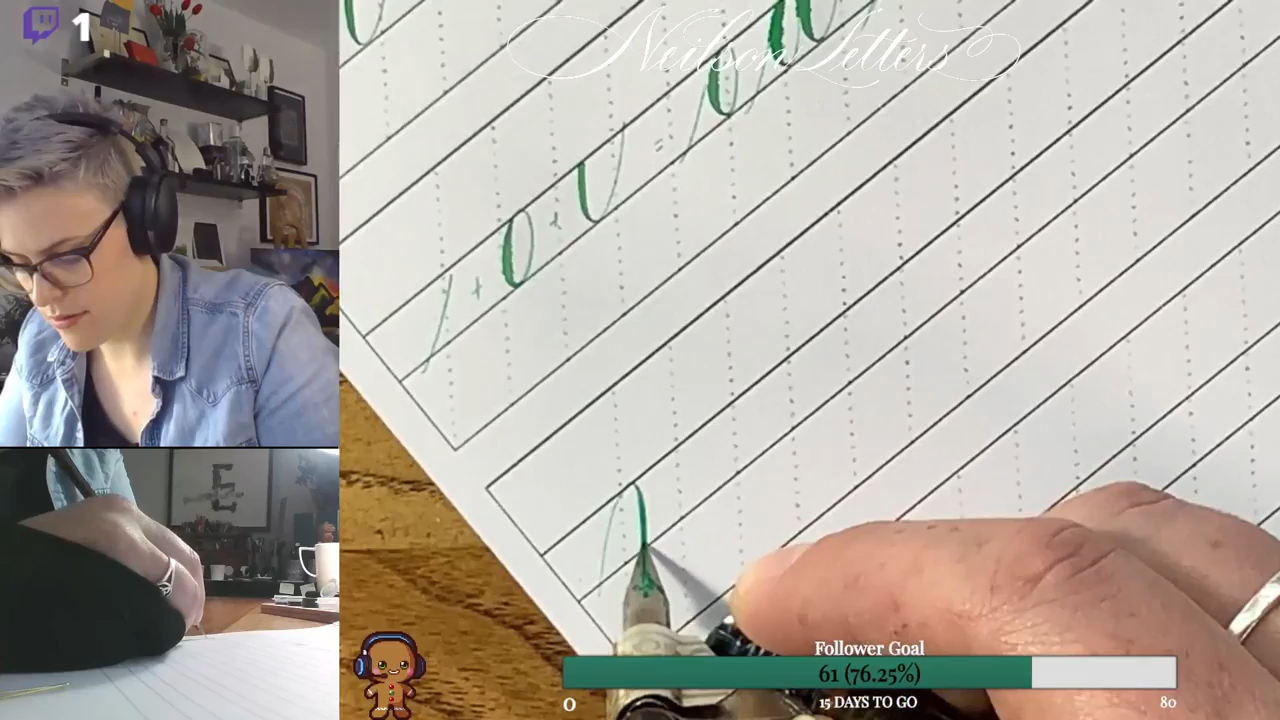 1
Neilson Letters
/ + O + U =
Follower Goal
61 (76.25%)
0 15 DAYS TO GO 80
E